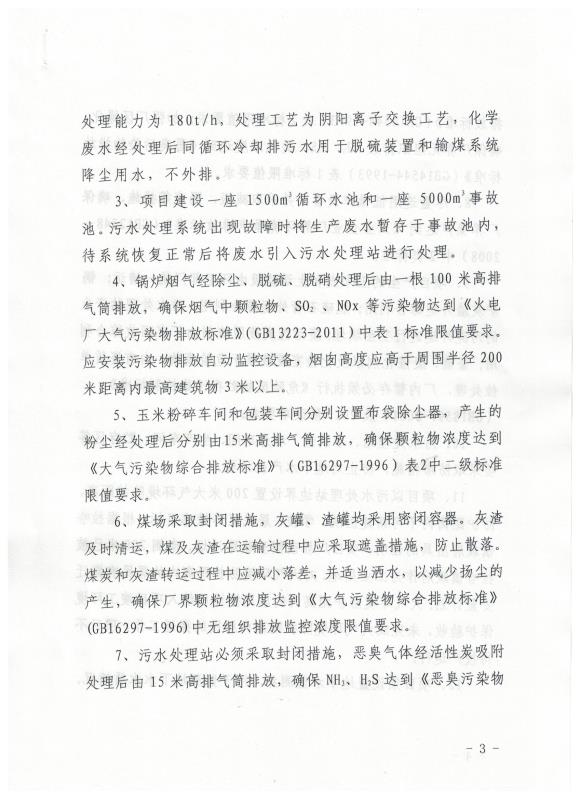 处理能力为 180t/h，处理工艺为阴阳离子交换工艺，化学
废水经处理后同循环冷却排污水用于脱硫装置和输煤系统
降尘用水，不外排。
3、项目建设一座 1500m³循环水池和一座 5000m³事故
池。污水处理系统出现故障时将生产废水暂存于事故池内，
待系统恢复正常后将废水引入污水处理站进行处理。
4、锅炉烟气经除尘、脱硫、脱硝处理后由一根 100 米高排
气筒排放，确保烟气中颗粒物、SO₂、NOx 等污染物达到《火电
厂大气污染物排放标准》(GB13223-2011)中表 1 标准限值要求。
应安装污染物排放自动监控设备，烟囱高度应高于周围半径 200
米距离内最高建筑物 3 米以上。
5、玉米粉碎车间和包装车间分别设置布袋除尘器，产生的
粉尘经处理后分别由15米高排气筒排放，确保颗粒物浓度达到
《大气污染物综合排放标准》（GB16297-1996）表2中二级标准
限值要求。
6、煤场采取封闭措施，灰罐、渣罐均采用密闭容器。灰渣
及时清运，煤及灰渣在运输过程中应采取遮盖措施，防止散落。
煤炭和灰渣转运过程中应减小落差，并适当洒水，以减少扬尘的
产生，确保厂界颗粒物浓度达到《大气污染物综合排放标准》
(GB16297-1996)中无组织排放监控浓度限值要求。
7、污水处理站必须采取封闭措施，恶臭气体经活性炭吸附
处理后由 15 米高排气筒排放，确保 NH₃、H₂S 达到《恶臭污染物
- 3 -